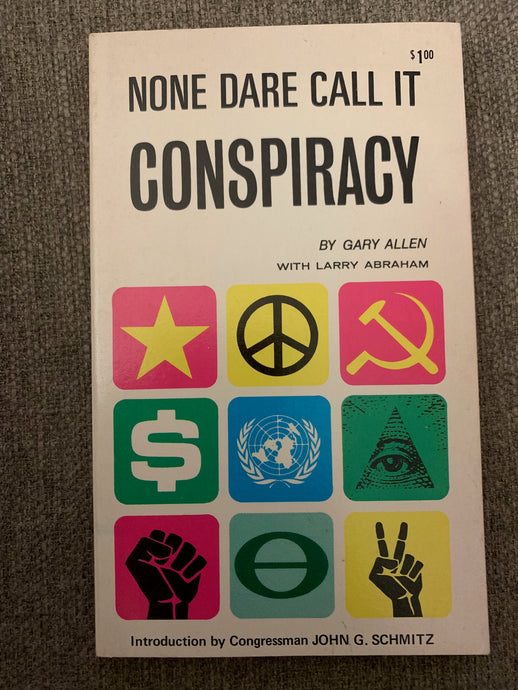 $1.00
NONE DARE CALL IT
CONSPIRACY
BY GARY ALLEN
WITH LARRY ABRAHAM
$
Introduction by Congressman JOHN G. SCHMITZ